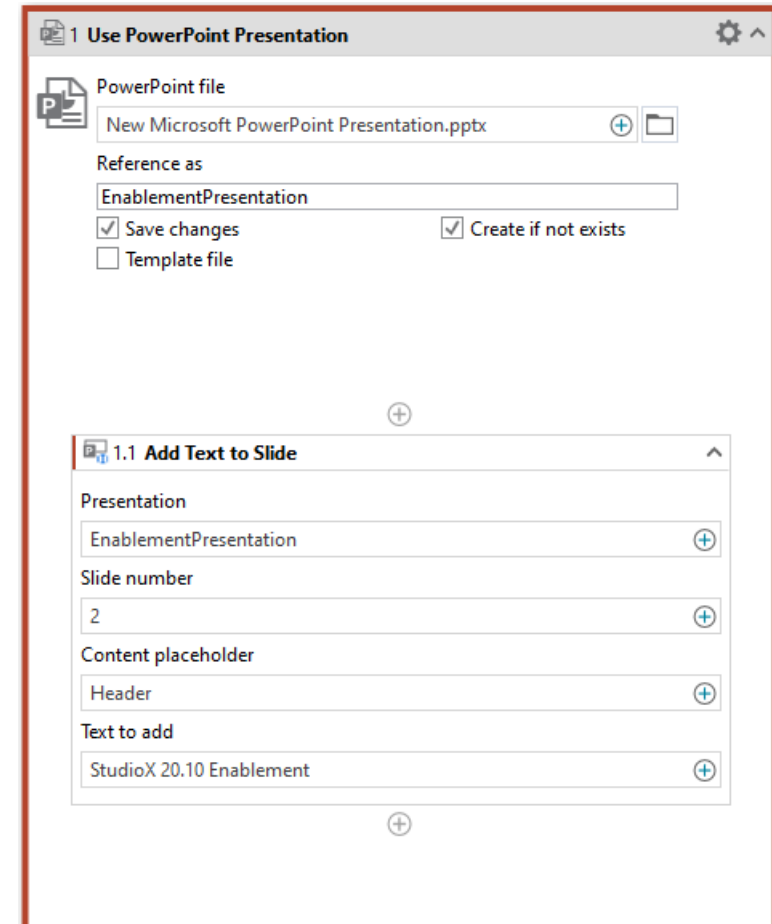 1 Use PowerPoint Presentation
PowerPoint file
New Microsoft PowerPoint Presentation.pptx
Reference as
EnablementPresentation
Save changes Create if not exists
Template file
1.1 Add Text to Slide
Presentation
EnablementPresentation
Slide number
2
Content placeholder
Header
Text to add
StudioX 20.10 Enablement